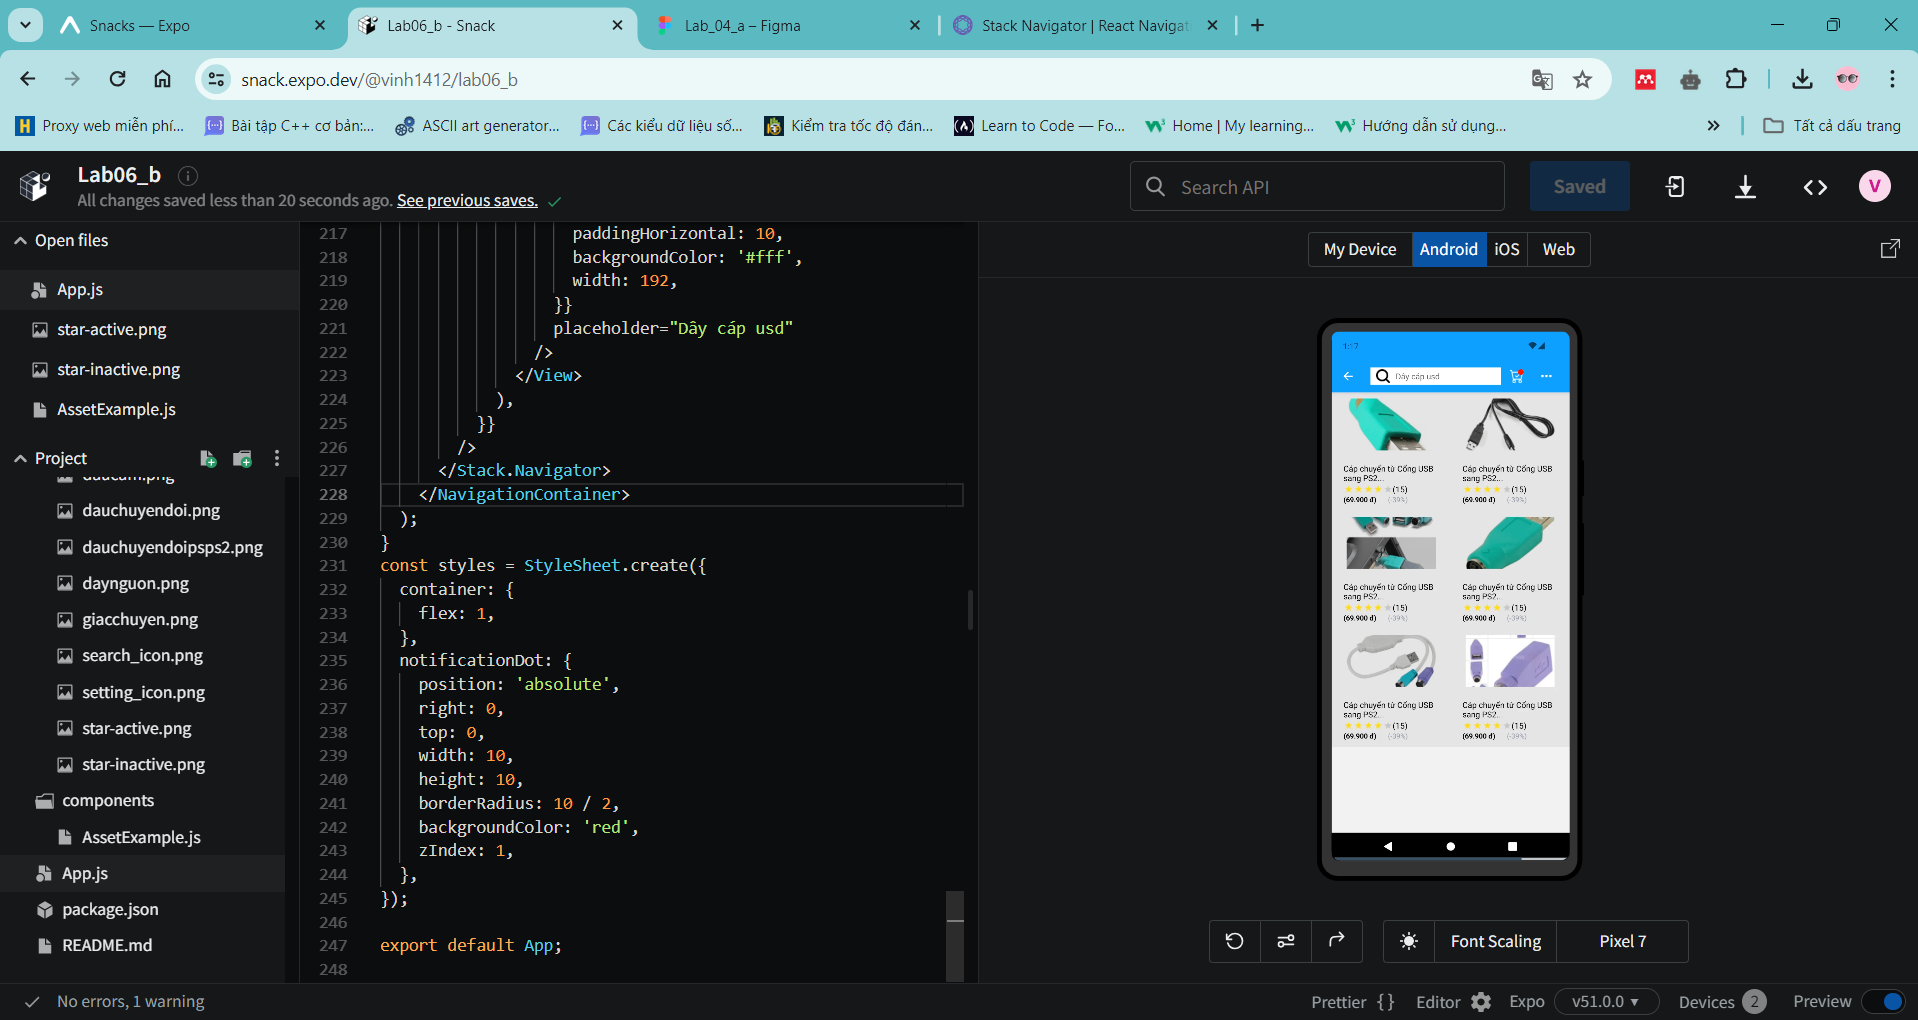 Snacks — Expo
Lab06_b - Snack
Lab_04_a – Figma
Stack Navigator | React Navigat
snack.expo.dev/@vinh1412/lab06_b
Proxy web miễn phí...
Bài tập C++ cơ bản:...
ASCII art generator...
Các kiểu dữ liệu số...
Kiểm tra tốc độ đán...
Learn to Code — Fo...
Home | My learning...
Hướng dẫn sử dụng...
Tất cả dấu trang
Lab06_b
All changes saved less than 20 seconds ago. See previous saves.
Search API
Saved
V
Open files
App.js
star-active.png
star-inactive.png
AssetExample.js
Project
daucam.png
dauchuyendoi.png
dauchuyendoipsps2.png
daynguon.png
giacchuyen.png
search_icon.png
setting_icon.png
star-active.png
star-inactive.png
components
AssetExample.js
App.js
package.json
README.md
217 paddingHorizontal: 10,
218 backgroundColor: '#fff',
219 width: 192,
220 }}
221 placeholder="Dây cáp usd"
222 />
223 </View>
224 ),
225 }}
226 />
227 </Stack.Navigator>
228 </NavigationContainer>
229 );
230 }
231 const styles = StyleSheet.create({
232 container: {
233 flex: 1,
234 },
235 notificationDot: {
236 position: 'absolute',
237 right: 0,
238 top: 0,
239 width: 10,
240 height: 10,
241 borderRadius: 10 / 2,
242 backgroundColor: 'red',
243 zIndex: 1,
244 },
245 });
246
247 export default App;
248
My Device
Android
iOS
Web
1:17
Dây cáp usd
Cáp chuyển từ Cổng USB
sang PS2...
(15)
(69.900 đ) (-39%)
Cáp chuyển từ Cổng USB
sang PS2...
(15)
(69.900 đ) (-39%)
Cáp chuyển từ Cổng USB
sang PS2...
(15)
(69.900 đ) (-39%)
Cáp chuyển từ Cổng USB
sang PS2...
(15)
(69.900 đ) (-39%)
Cáp chuyển từ Cổng USB
sang PS2...
(15)
(69.900 đ) (-39%)
Cáp chuyển từ Cổng USB
sang PS2...
(15)
(69.900 đ) (-39%)
Font Scaling
Pixel 7
No errors, 1 warning
Prettier { }
Editor
Expo
v51.0.0
Devices 2
Preview